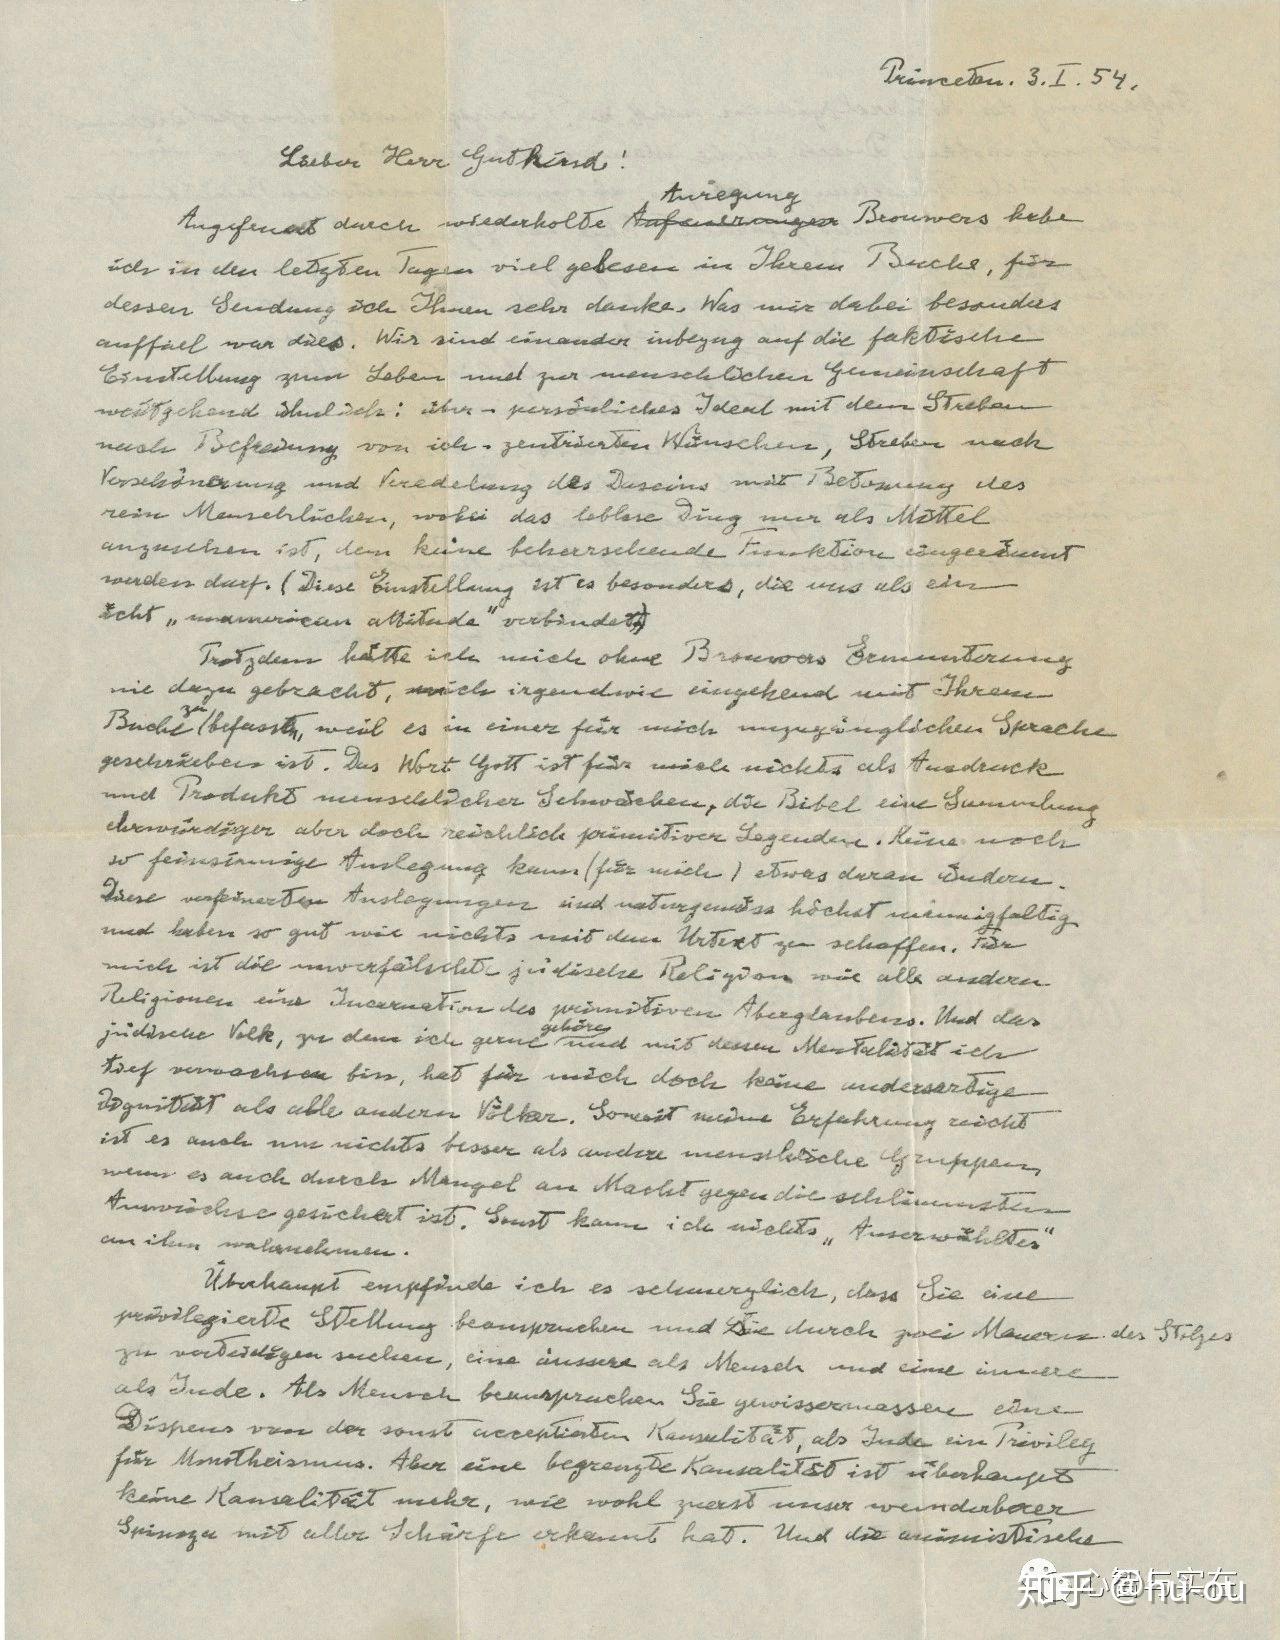 Princeton. 3. I. 54.
Lieber Herr Gutkind!
Anregung
Angefeuert durch wiederholte Anfeuerungen Brouwers habe
ich in den letzten Tagen viel gelesen in Ihrem Buche, für
dessen Sendung ich Ihnen sehr danke. Was mir dabei besonders
auffiel war dies. Wir sind einander inbezug auf die faktische
Einstellung zum Leben und zur menschlichen Gemeinschaft
weitgehend ähnlich: über-persönliches Ideal mit dem Streben
nach Befreiung von ich-zentrierten Wünschen, Streben nach
Verschönerung und Veredelung des Daseins mit Betonung des
rein Menschlichen, wobei das leblose Ding nur als Mittel
anzusehen ist, dem keine beherrschende Funktion eingeräumt
werden darf. (Diese Einstellung ist es besonders, die uns als ein
echt „unamerican attitude" verbindet)
Trotzdem hätte ich mich ohne Brouwers Ermunterung
nie dazu gebracht, mich irgendwie eingehend mit Ihrem
zu
Buche befassen, weil es in einer für mich unzugänglichen Sprache
geschrieben ist. Das Wort Gott ist für mich nichts als Ausdruck
und Produkt menschlicher Schwächen, die Bibel eine Sammlung
ehrwürdiger aber doch reichlich primitiver Legenden. Keine noch
so feinsinnige Auslegung kann (für mich) etwas daran ändern.
Diese verfeinerten Auslegungen sind naturgemäss höchst mannigfaltig
und haben so gut wie nichts mit dem Urtext zu schaffen. Für
mich ist die unverfälschte jüdische Religion wie alle andern
Religionen eine Incarnation des primitiven Aberglaubens. Und das
gehöre
jüdische Volk, zu dem ich gerne und mit dessen Mentalität ich
tief verwachsen bin, hat für mich doch keine andersartige
Dignität als alle andern Völker. Soweit meine Erfahrung reicht
ist es auch um nichts besser als andere menschliche Gruppen,
wenn es auch durch Mangel an Macht gegen die schlimmsten
Auswüchse gesichert ist. Sonst kann ich nichts „Auserwähltes"
an ihm wahrnehmen.
Überhaupt empfinde ich es schmerzlich, dass Sie eine
privilegierte Stellung beanspruchen und Sie durch zwei Mauern des Stolzes
zu verteidigen suchen, eine äussere als Mensch und eine innere
als Jude. Als Mensch beanspruchen Sie gewissermassen eine
Dispens von der sonst acceptierten Kausalität, als Jude ein Privileg
für Monotheismus. Aber eine begrenzte Kausalität ist überhaupt
keine Kausalität mehr, wie wohl zuerst unser wunderbarer
Spinoza mit aller Schärfe erkannt hat. Und die animistische
心智与实在
知乎 @hu ou